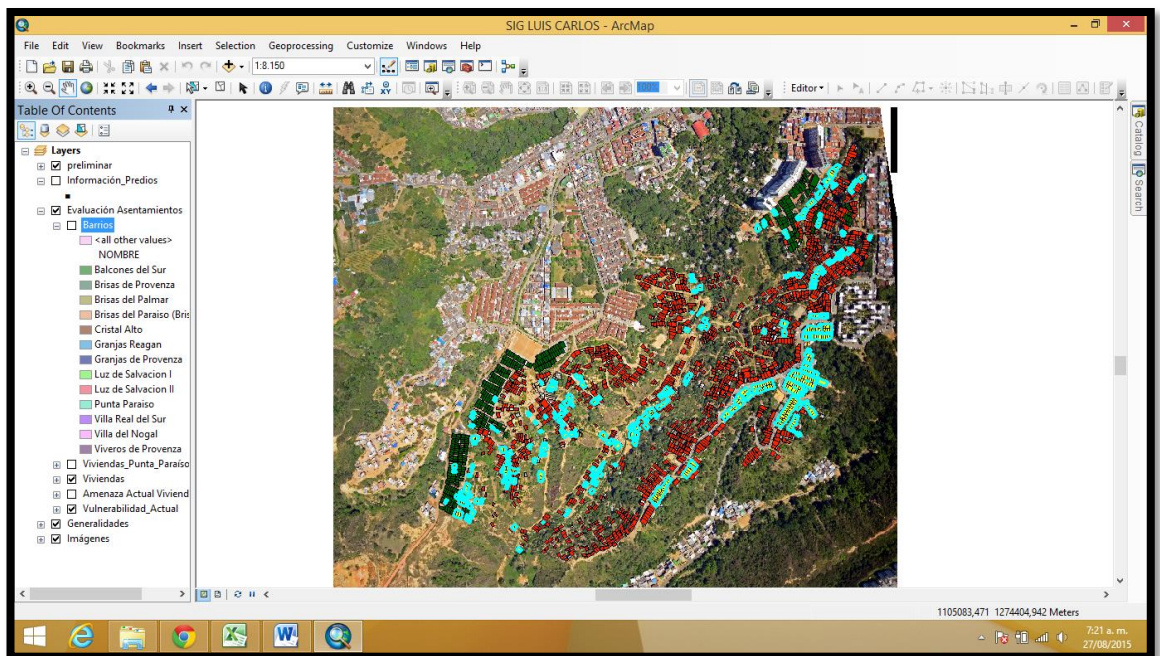 SIG LUIS CARLOS - ArcMap
File Edit View Bookmarks Insert Selection Geoprocessing Customize Windows Help
1:8.150
100%
Editor
Table Of Contents
Layers
preliminar
Información_Predios
Evaluación Asentamientos
Barrios
<all other values>
NOMBRE
Balcones del Sur
Brisas de Provenza
Brisas del Palmar
Brisas del Paraiso (Bris
Cristal Alto
Granjas Reagan
Granjas de Provenza
Luz de Salvacion I
Luz de Salvacion II
Punta Paraiso
Villa Real del Sur
Villa del Nogal
Viveros de Provenza
Viviendas_Punta_Paraíso
Viviendas
Amenaza Actual Viviend
Vulnerabilidad_Actual
Generalidades
Imágenes
Catalog
Search
1105083,471 1274404,942 Meters
7:21 a. m.
27/08/2015